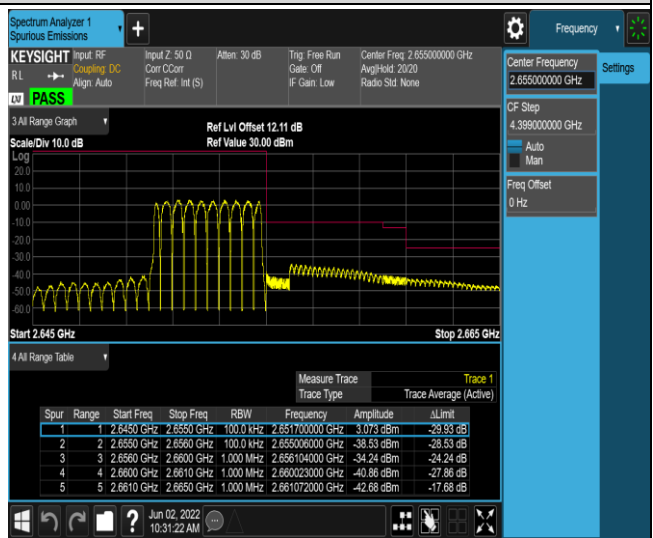 Spectrum Analyzer 1
Spurious Emissions
Frequency
KEYSIGHT Input: RF
RL
Coupling: DC
Align: Auto
Input Z: 50 Ω
Corr CCorr
Freq Ref: Int (S)
Atten: 30 dB
Trig: Free Run
Gate: Off
IF Gain: Low
Center Freq: 2.655000000 GHz
Avg|Hold: 20/20
Radio Std: None
LXI PASS
Center Frequency
2.655000000 GHz
Settings
CF Step
4.399000000 GHz
Auto
Man
Freq Offset
0 Hz
3 All Range Graph
Scale/Div 10.0 dB
Ref Lvl Offset 12.11 dB
Ref Value 30.00 dBm
Log
20.0
10.0
0.00
-10.0
-20.0
-30.0
-40.0
-50.0
-60.0
Start 2.645 GHz
Stop 2.665 GHz
4 All Range Table
Measure Trace Trace 1
Trace Type Trace Average (Active)
Spur Range Start Freq Stop Freq RBW Frequency Amplitude ΔLimit
1 1 2.6450 GHz 2.6550 GHz 100.0 kHz 2.651700000 GHz 3.073 dBm -29.93 dB
2 2 2.6550 GHz 2.6560 GHz 100.0 kHz 2.655006000 GHz -38.53 dBm -28.53 dB
3 3 2.6560 GHz 2.6600 GHz 1.000 MHz 2.656104000 GHz -34.24 dBm -24.24 dB
4 4 2.6600 GHz 2.6610 GHz 1.000 MHz 2.660023000 GHz -40.86 dBm -27.86 dB
5 5 2.6610 GHz 2.6650 GHz 1.000 MHz 2.661072000 GHz -42.68 dBm -17.68 dB
Jun 02, 2022
10:31:22 AM